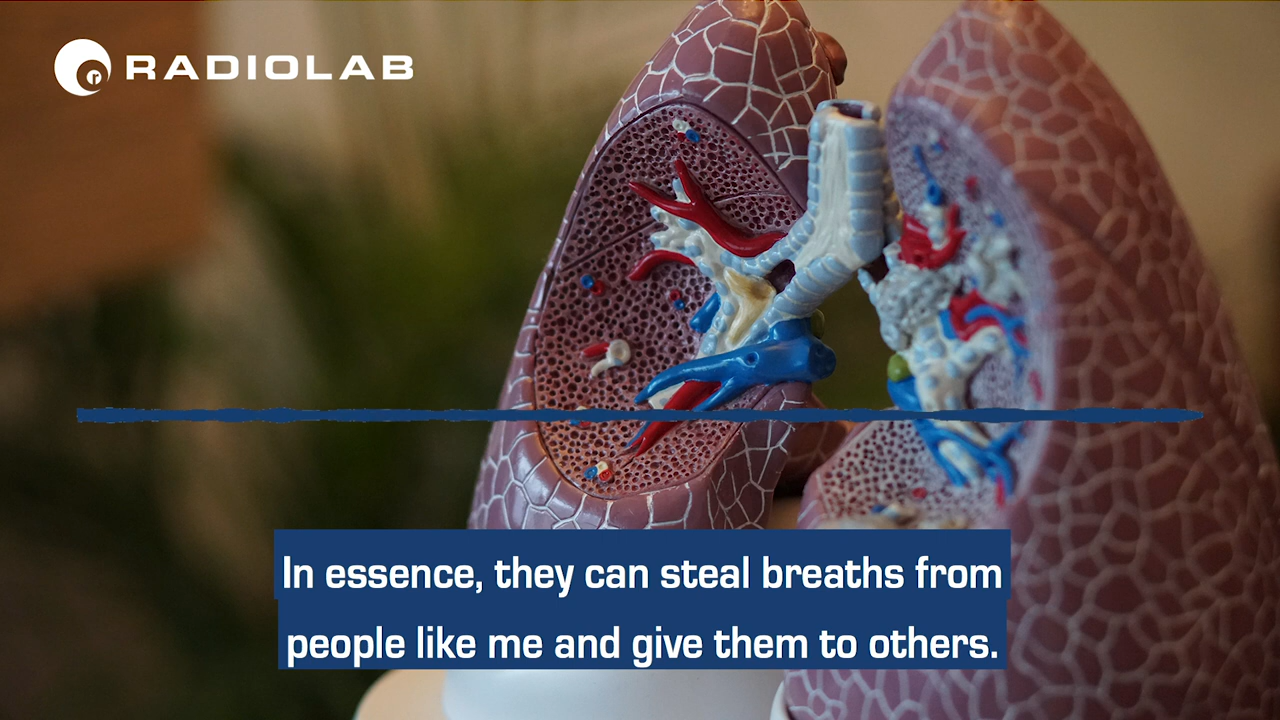 RADIOLAB
In essence, they can steal breaths from
people like me and give them to others.